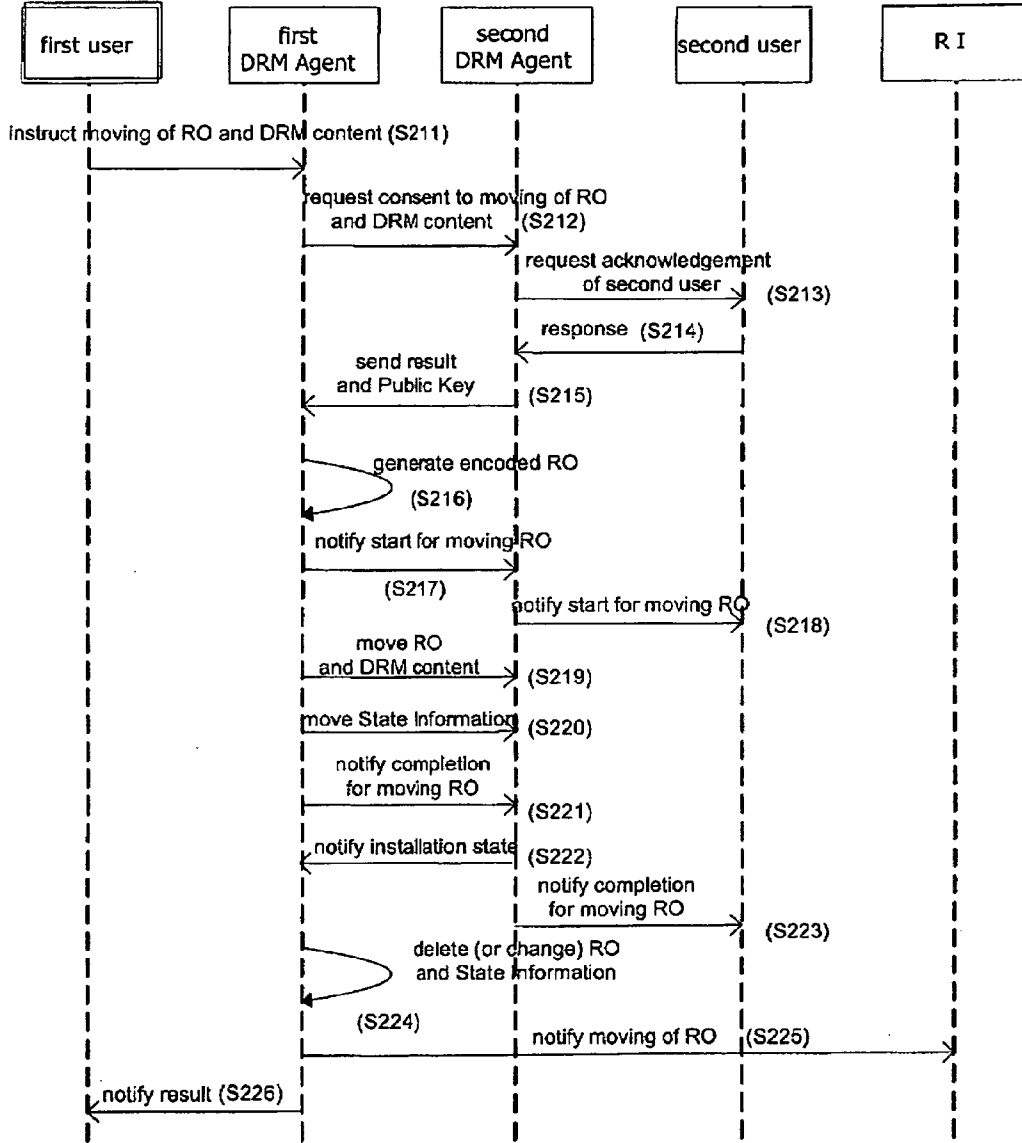 first user
first
DRM Agent
second
DRM Agent
second user
R I
instruct moving of RO and DRM content (S211)
request consent to moving of RO
and DRM content (S212)
request acknowledgement
of second user
(S213)
response (S214)
send result
and Public Key
(S215)
generate encoded RO
(S216)
notify start for moving RO
(S217)
notify start for moving RO
(S218)
move RO
and DRM content
(S219)
move State Information
(S220)
notify completion
for moving RO
(S221)
notify installation state
(S222)
notify completion
for moving RO
(S223)
delete (or change) RO
and State Information
(S224)
notify moving of RO (S225)
notify result (S226)